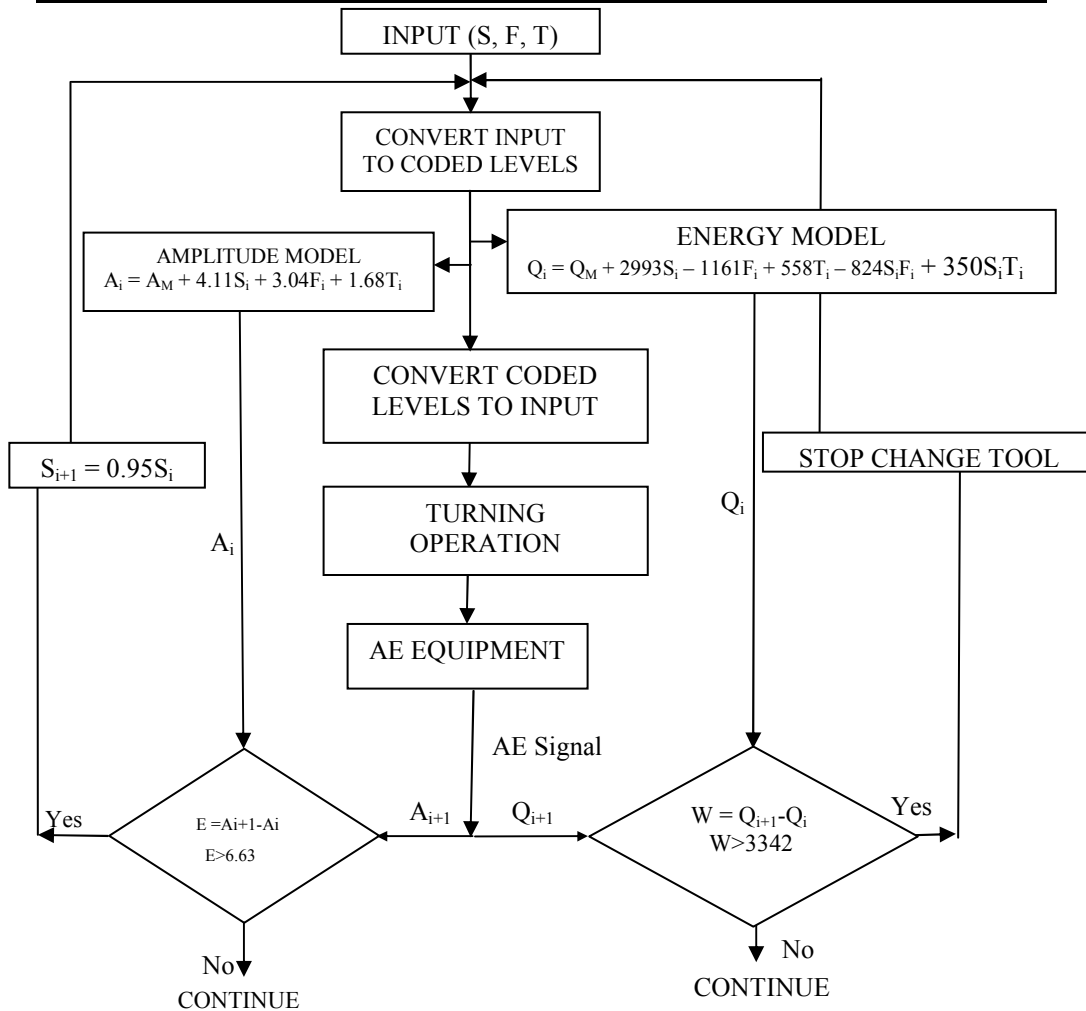 INPUT (S, F, T)
CONVERT INPUT
TO CODED LEVELS
AMPLITUDE MODEL
Aᵢ = A_M + 4.11Sᵢ + 3.04Fᵢ + 1.68Tᵢ
ENERGY MODEL
Qᵢ = Q_M + 2993Sᵢ – 1161Fᵢ + 558Tᵢ – 824SᵢFᵢ + 350SᵢTᵢ
CONVERT CODED
LEVELS TO INPUT
Sᵢ₊₁ = 0.95Sᵢ
STOP CHANGE TOOL
TURNING
OPERATION
Aᵢ
Qᵢ
AE EQUIPMENT
AE Signal
Yes
E =Ai+1-Ai
E>6.63
Aᵢ₊₁
Qᵢ₊₁
W = Qᵢ₊₁-Qᵢ
W>3342
Yes
No
CONTINUE
No
CONTINUE